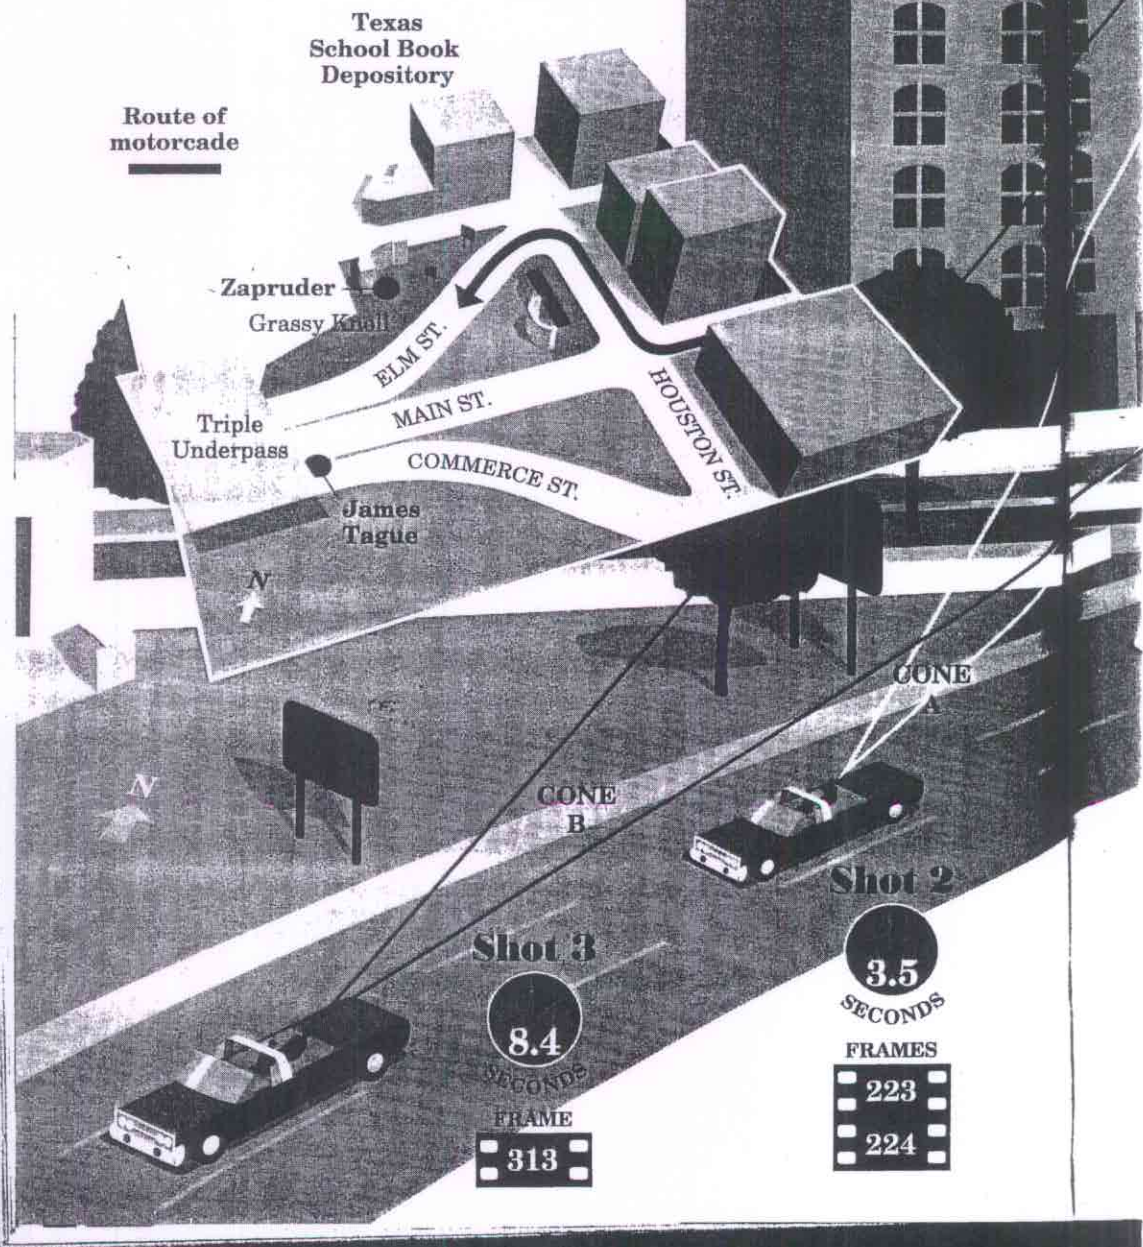 Texas
School Book
Depository
Route of
motorcade
Zapruder
Grassy Knoll
ELM ST.
MAIN ST.
HOUSTON ST.
Triple
Underpass
COMMERCE ST.
James
Tague
N
CONE
A
N
CONE
B
Shot 2
3.5
SECONDS
FRAMES
223
224
Shot 3
8.4
SECONDS
FRAME
313